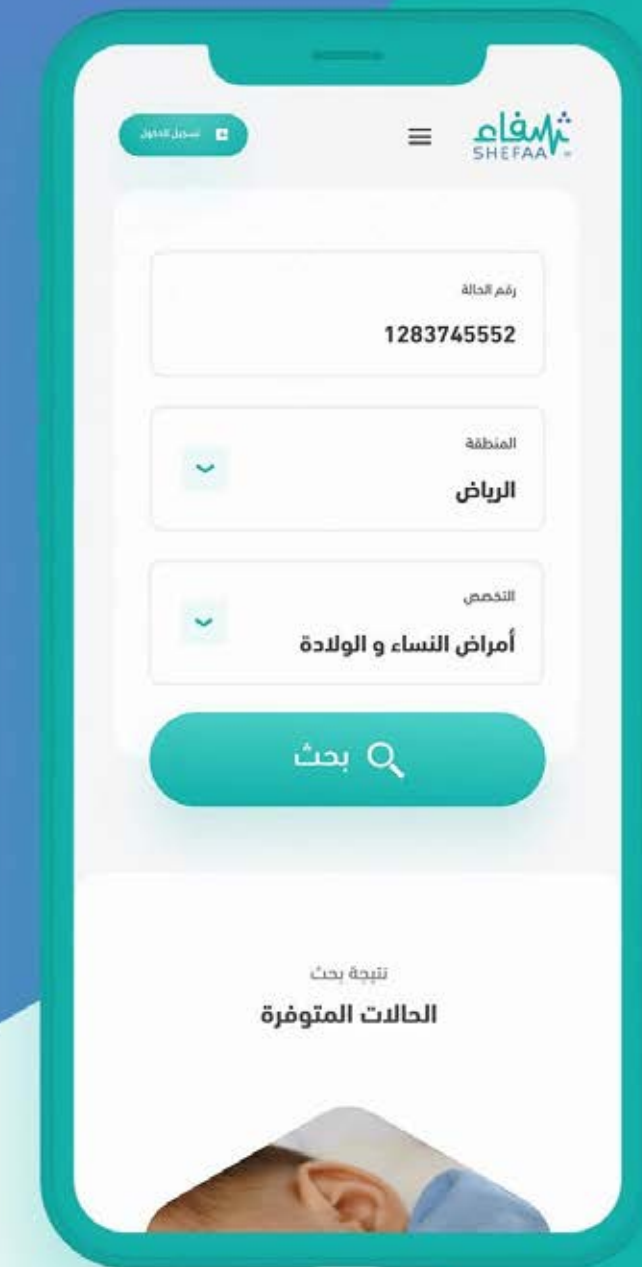 شفاء
SHEFAA
تسجيل الدخول
رقم الحالة
1283745552
المنطقة
الرياض
التخصص
أمراض النساء و الولادة
بحث
نتيجة بحث
الحالات المتوفرة